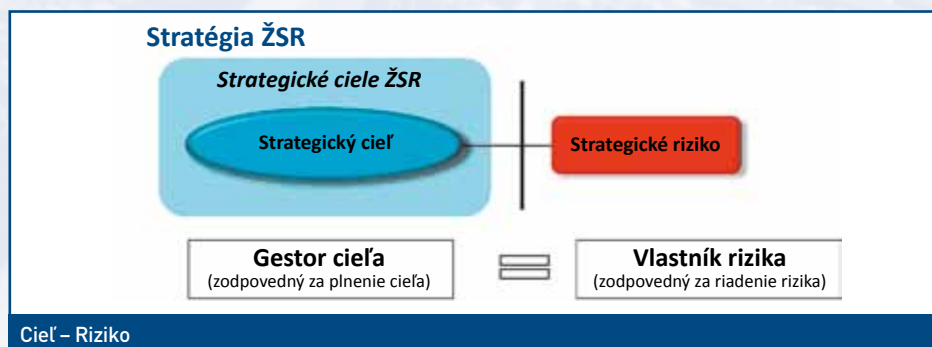 Stratégia ŽSR
Strategické ciele ŽSR
Strategický cieľ
Strategické riziko
Gestor cieľa
(zodpovedný za plnenie cieľa)
Vlastník rizika
(zodpovedný za riadenie rizika)
Cieľ – Riziko